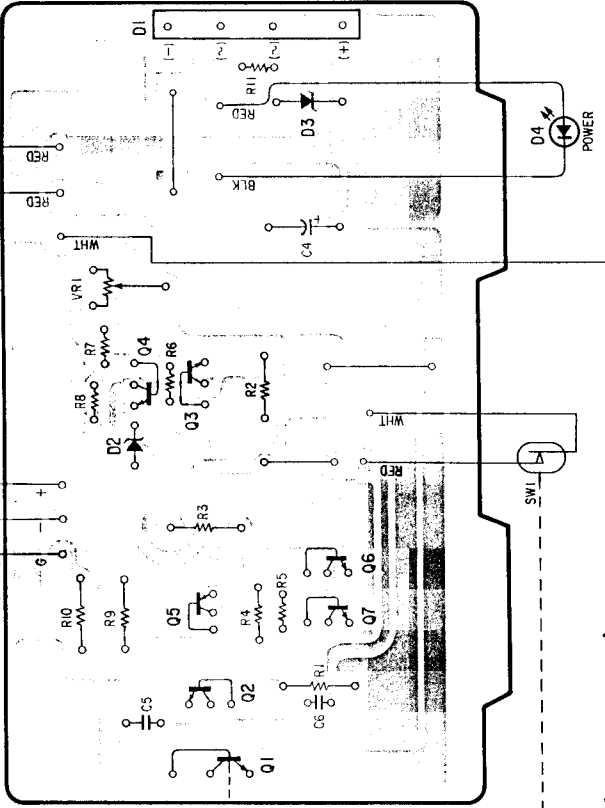 D1
(-)
(~)
(~)
(+)
R11
RED
D3
D4
POWER
RED
RED
BLK
C4
+
WHT
VR1
R7
Q4
R6
R8
Q3
R2
D2
WHT
RED
SW1
+
-
G
R3
Q6
R10
R9
Q5
R4
R5
Q7
R1
Q2
C6
C5
Q1